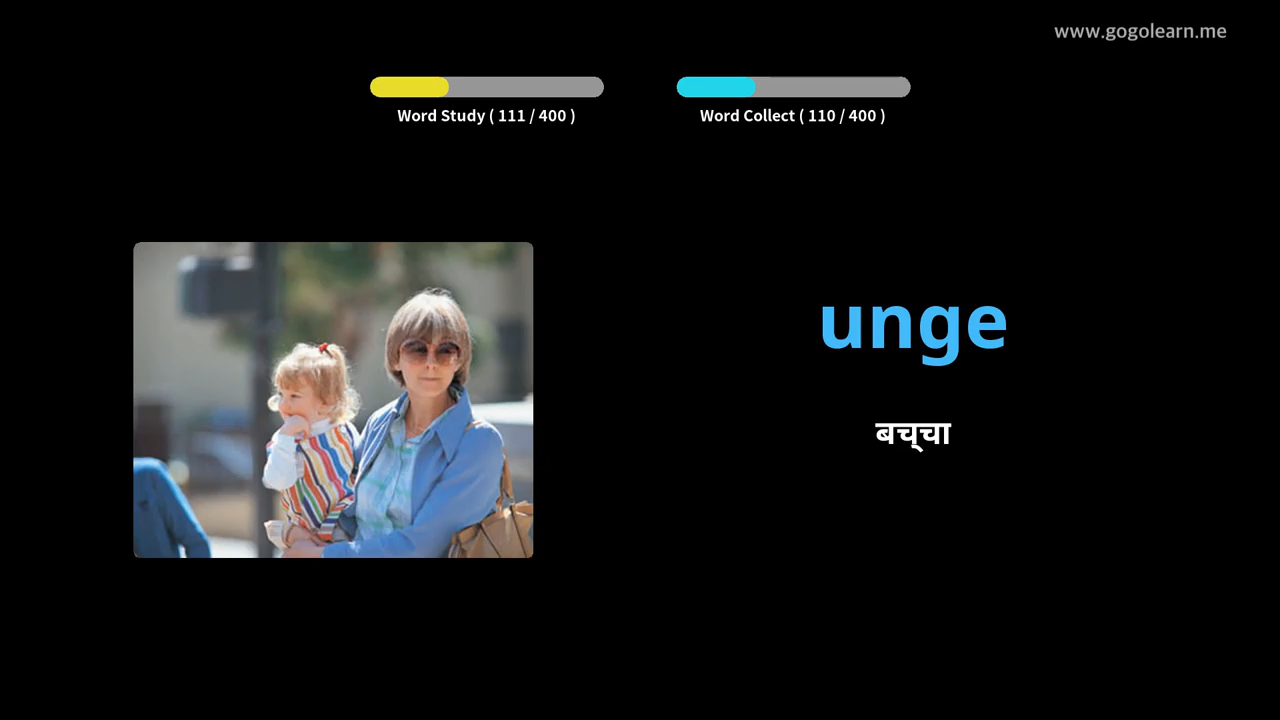 www.gogolearn.me
Word Study ( 111 / 400 )
Word Collect ( 110 / 400 )
unge
बच्चा